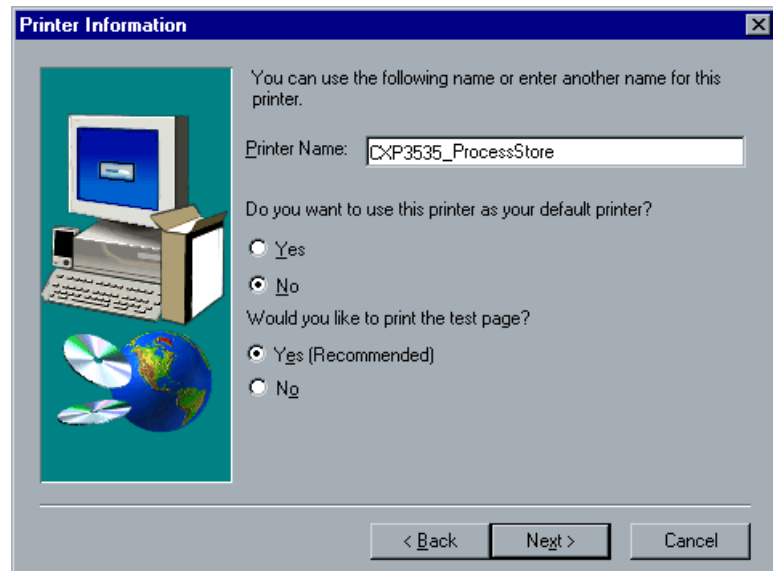 Printer Information
You can use the following name or enter another name for this
printer.
Printer Name: CXP3535_ProcessStore
Do you want to use this printer as your default printer?
Yes
No
Would you like to print the test page?
Yes (Recommended)
No
< Back Next > Cancel